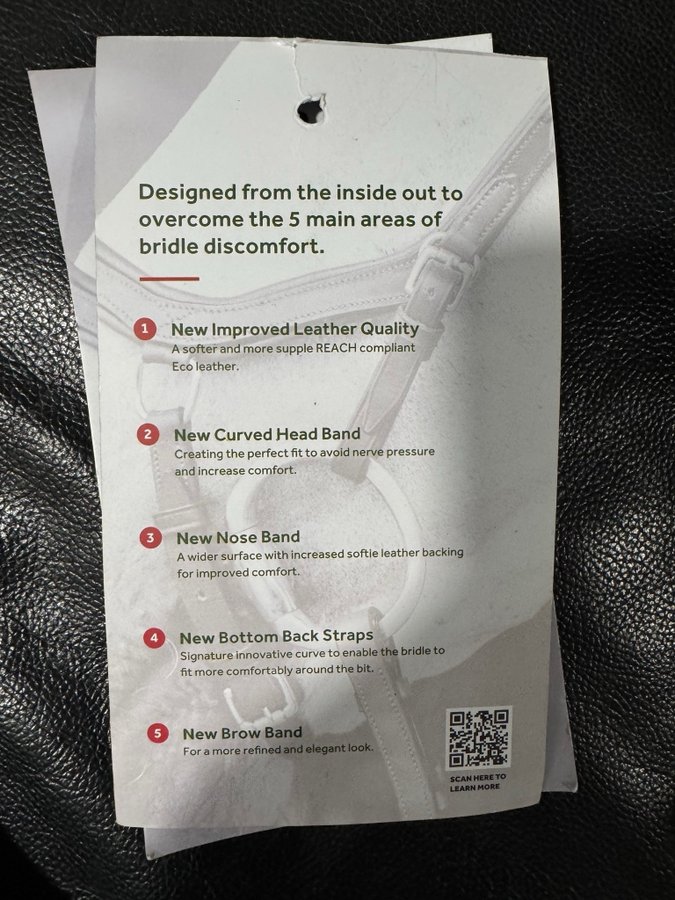 Designed from the inside out to
overcome the 5 main areas of
bridle discomfort.
1 New Improved Leather Quality
A softer and more supple REACH compliant
Eco leather.
2 New Curved Head Band
Creating the perfect fit to avoid nerve pressure
and increase comfort.
3 New Nose Band
A wider surface with increased softie leather backing
for improved comfort.
4 New Bottom Back Straps
Signature innovative curve to enable the bridle to
fit more comfortably around the bit.
5 New Brow Band
For a more refined and elegant look.
SCAN HERE TO
LEARN MORE